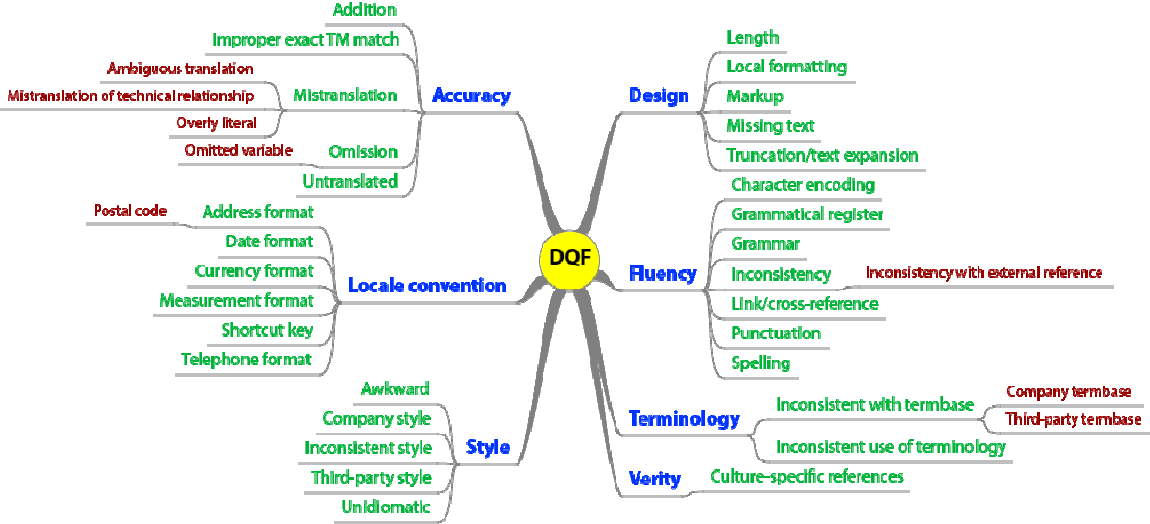 DQF
Accuracy
Addition
Improper exact TM match
Mistranslation
Ambiguous translation
Mistranslation of technical relationship
Overly literal
Omission
Omitted variable
Untranslated
Locale convention
Address format
Postal code
Date format
Currency format
Measurement format
Shortcut key
Telephone format
Style
Awkward
Company style
Inconsistent style
Third-party style
Unidiomatic
Design
Length
Local formatting
Markup
Missing text
Truncation/text expansion
Fluency
Character encoding
Grammatical register
Grammar
Inconsistency
Inconsistency with external reference
Link/cross-reference
Punctuation
Spelling
Terminology
Inconsistent with termbase
Company termbase
Third-party termbase
Inconsistent use of terminology
Verity
Culture-specific references